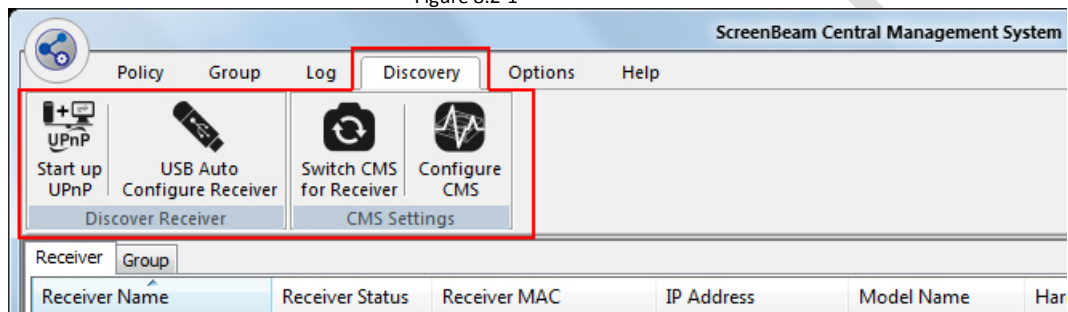 Figure 3.2-1
ScreenBeam Central Management System
Policy Group Log Discovery Options Help
UPnP
Start up UPnP
USB Auto Configure Receiver
Switch CMS for Receiver
Configure CMS
Discover Receiver
CMS Settings
Receiver Group
Receiver Name Receiver Status Receiver MAC IP Address Model Name